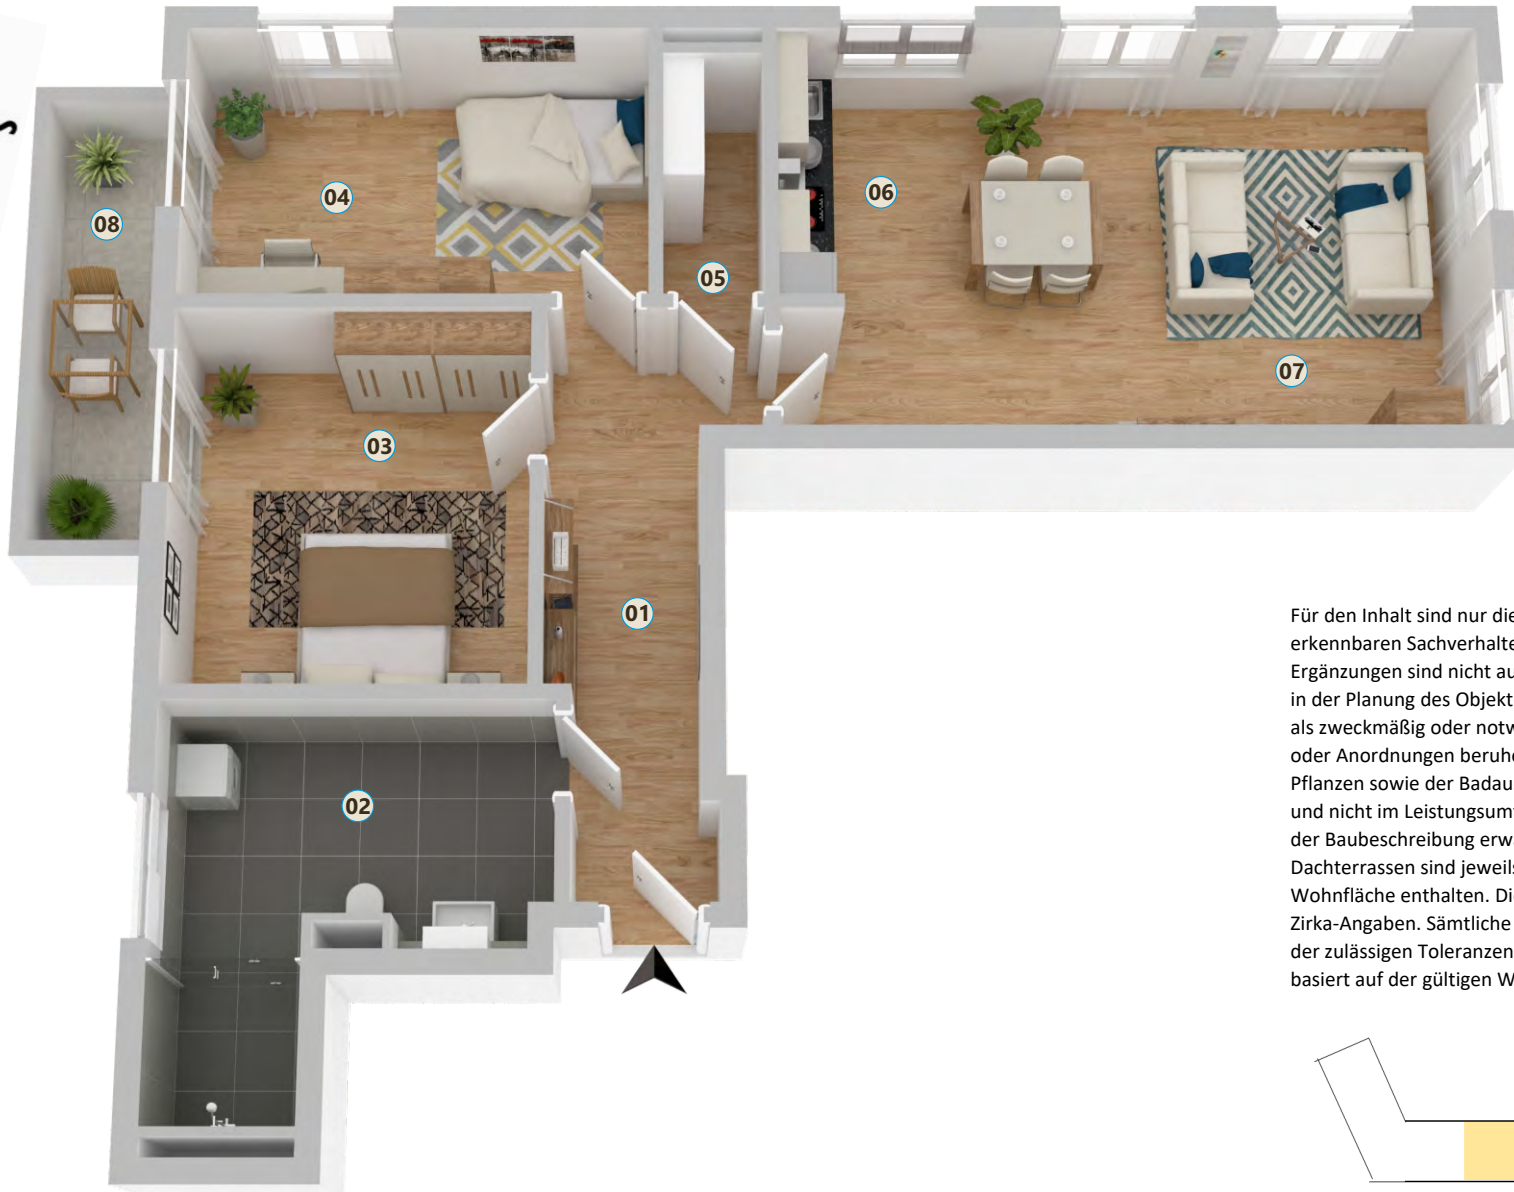 08
04
05
06
07
03
01
02
Für den Inhalt sind nur die
erkennbaren Sachverhalte
Ergänzungen sind nicht au
in der Planung des Objekt
als zweckmäßig oder notw
oder Anordnungen beruhe
Pflanzen sowie der Badau
und nicht im Leistungsum
der Baubeschreibung erw
Dachterrassen sind jeweils
Wohnfläche enthalten. Die
Zirka-Angaben. Sämtliche
der zulässigen Toleranzen
basiert auf der gültigen W